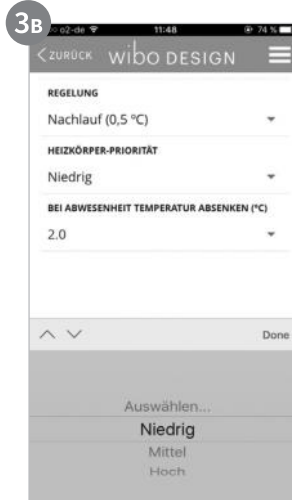 3B
o2-de 11:48 74 %
ZURÜCK wibo DESIGN
REGELUNG
Nachlauf (0,5 °C)
HEIZKÖRPER-PRIORITÄT
Niedrig
BEI ABWESENHEIT TEMPERATUR ABSENKEN (°C)
2.0
Done
Auswählen...
Niedrig
Mittel
Hoch